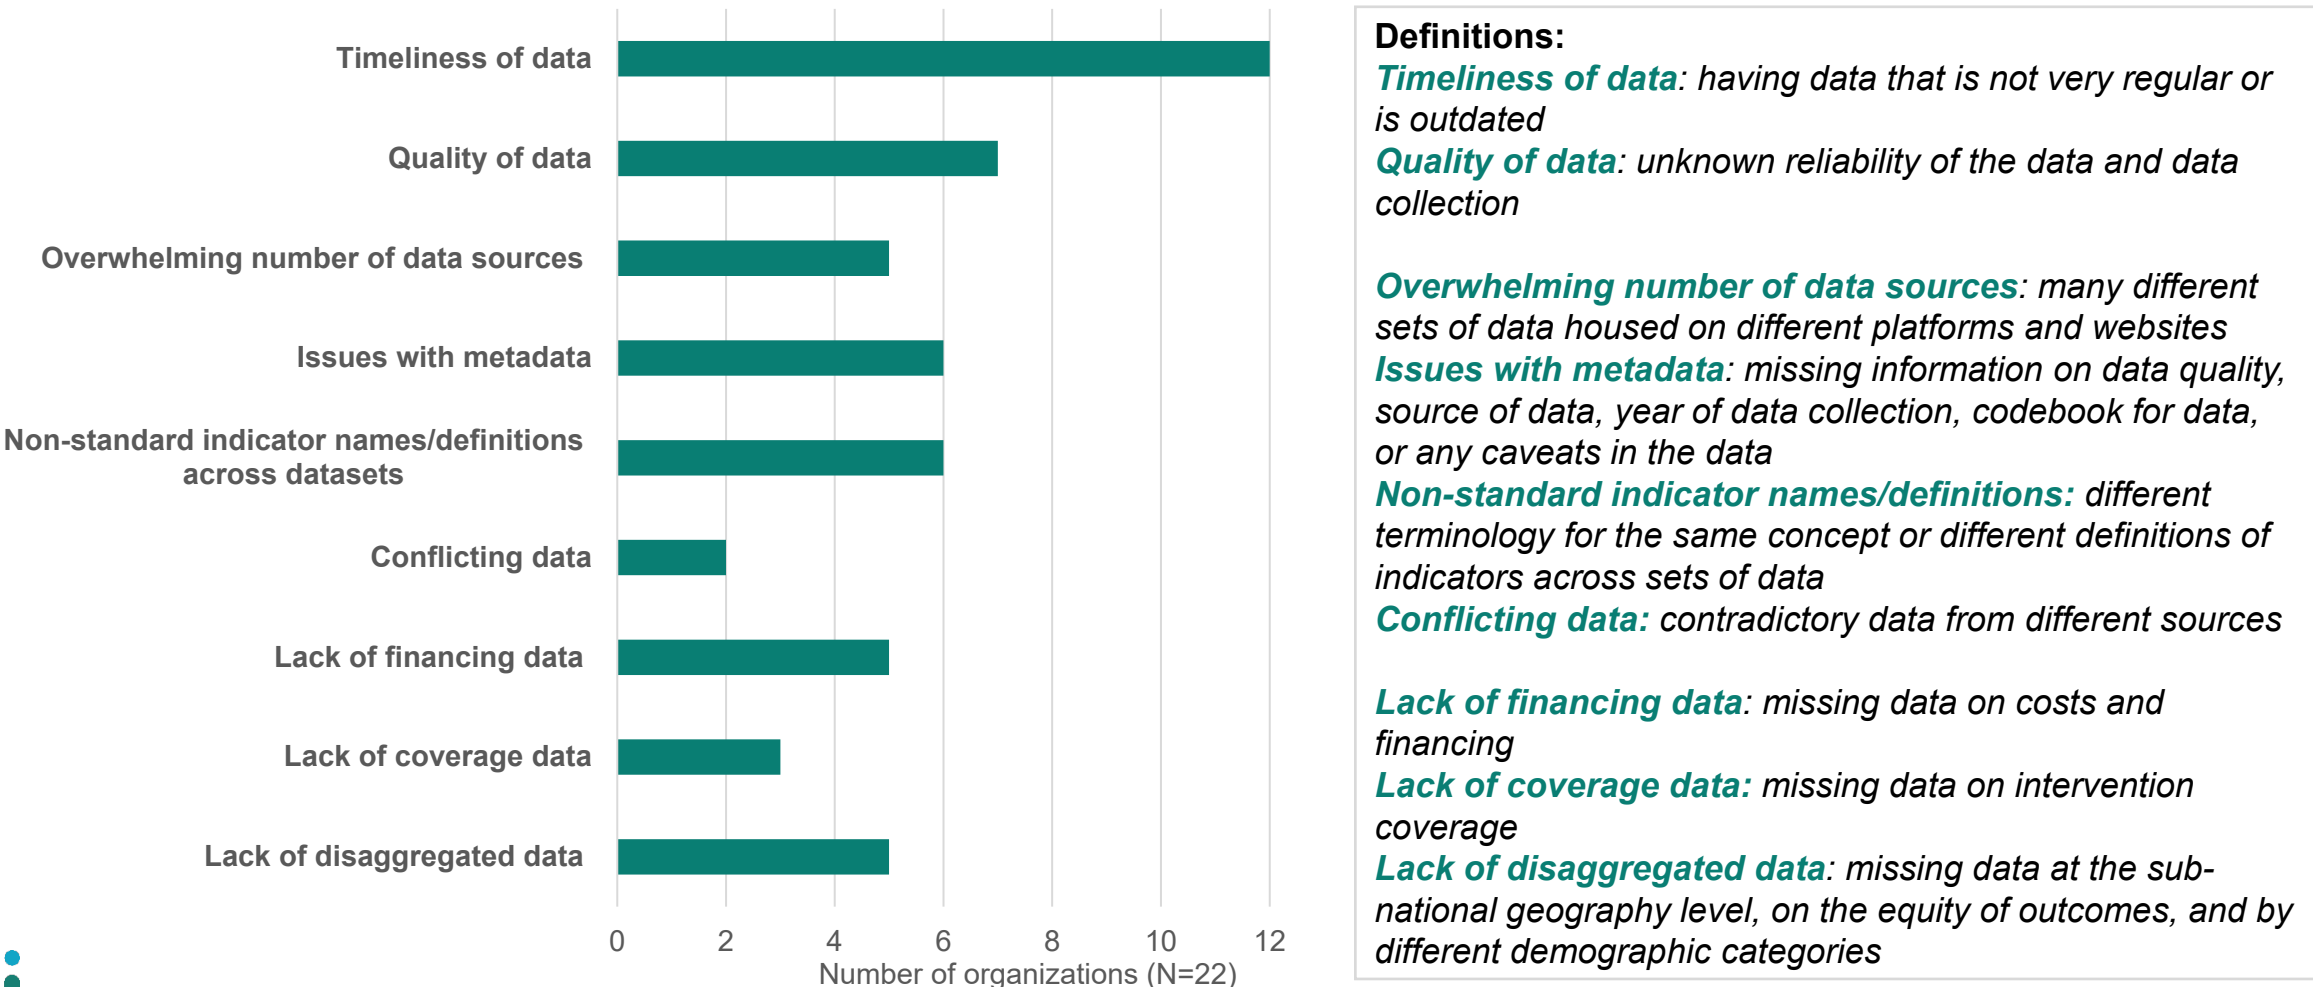 Timeliness of data
Quality of data
Overwhelming number of data sources
Issues with metadata
Non-standard indicator names/definitions
across datasets
Conflicting data
Lack of financing data
Lack of coverage data
Lack of disaggregated data
0 2 4 6 8 10 12
Number of organizations (N=22)
Definitions:
Timeliness of data: having data that is not very regular or
is outdated
Quality of data: unknown reliability of the data and data
collection
Overwhelming number of data sources: many different
sets of data housed on different platforms and websites
Issues with metadata: missing information on data quality,
source of data, year of data collection, codebook for data,
or any caveats in the data
Non-standard indicator names/definitions: different
terminology for the same concept or different definitions of
indicators across sets of data
Conflicting data: contradictory data from different sources
Lack of financing data: missing data on costs and
financing
Lack of coverage data: missing data on intervention
coverage
Lack of disaggregated data: missing data at the sub-
national geography level, on the equity of outcomes, and by
different demographic categories